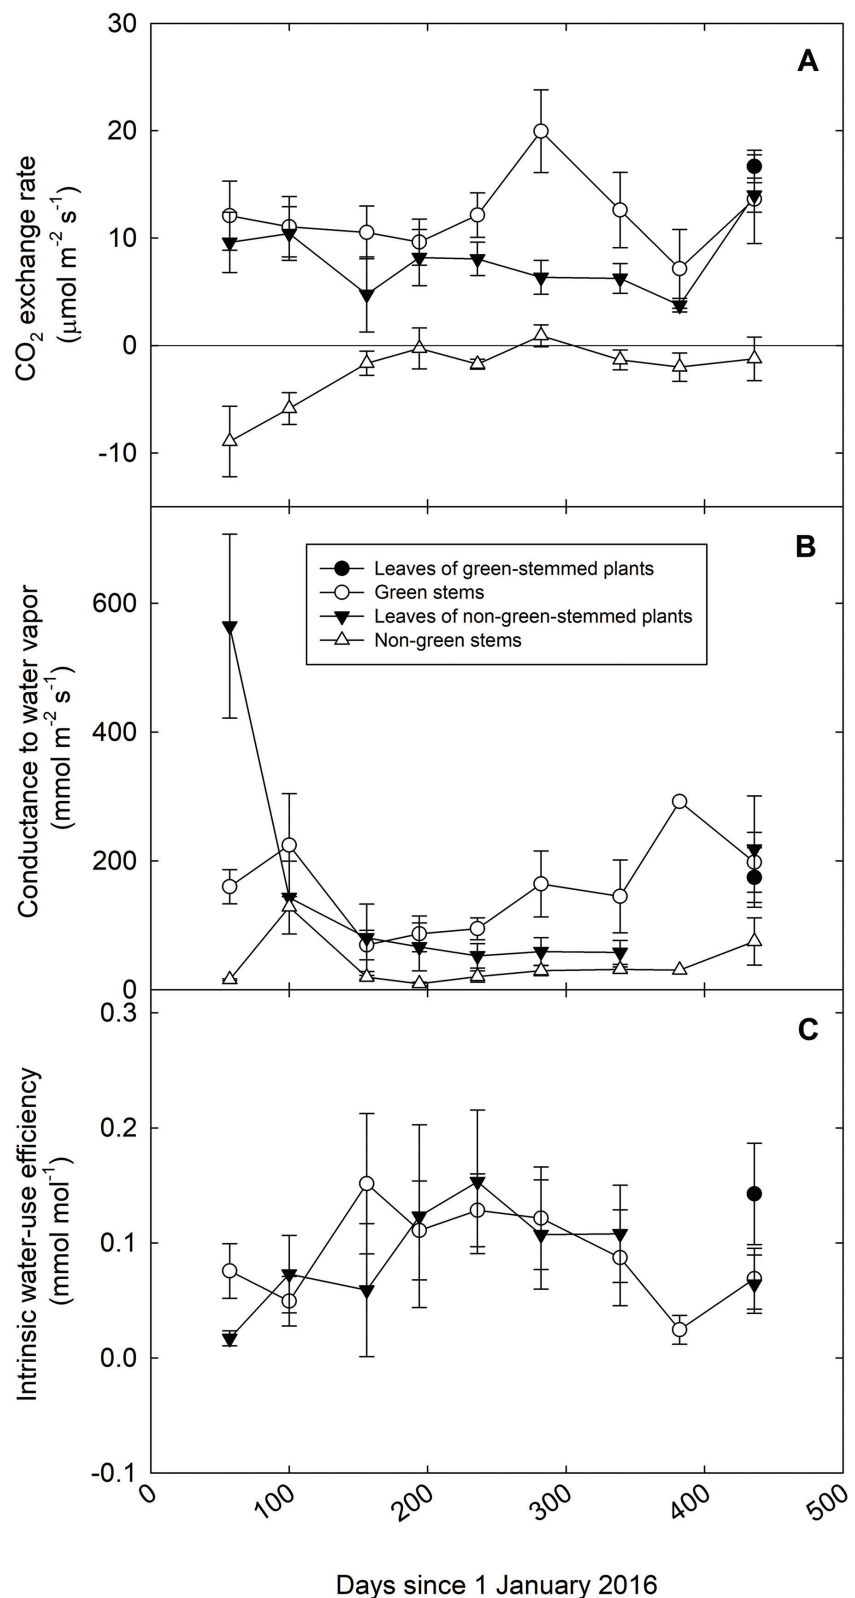 30
20
10
0
-10
CO2 exchange rate
(μmol m-2 s-1)
A
600
400
200
0
Conductance to water vapor
(mmol m-2 s-1)
B
Leaves of green-stemmed plants
Green stems
Leaves of non-green-stemmed plants
Non-green stems
0.3
0.2
0.1
0.0
-0.1
Intrinsic water-use efficiency
(mmol mol-1)
C
0
100
200
300
400
500
Days since 1 January 2016